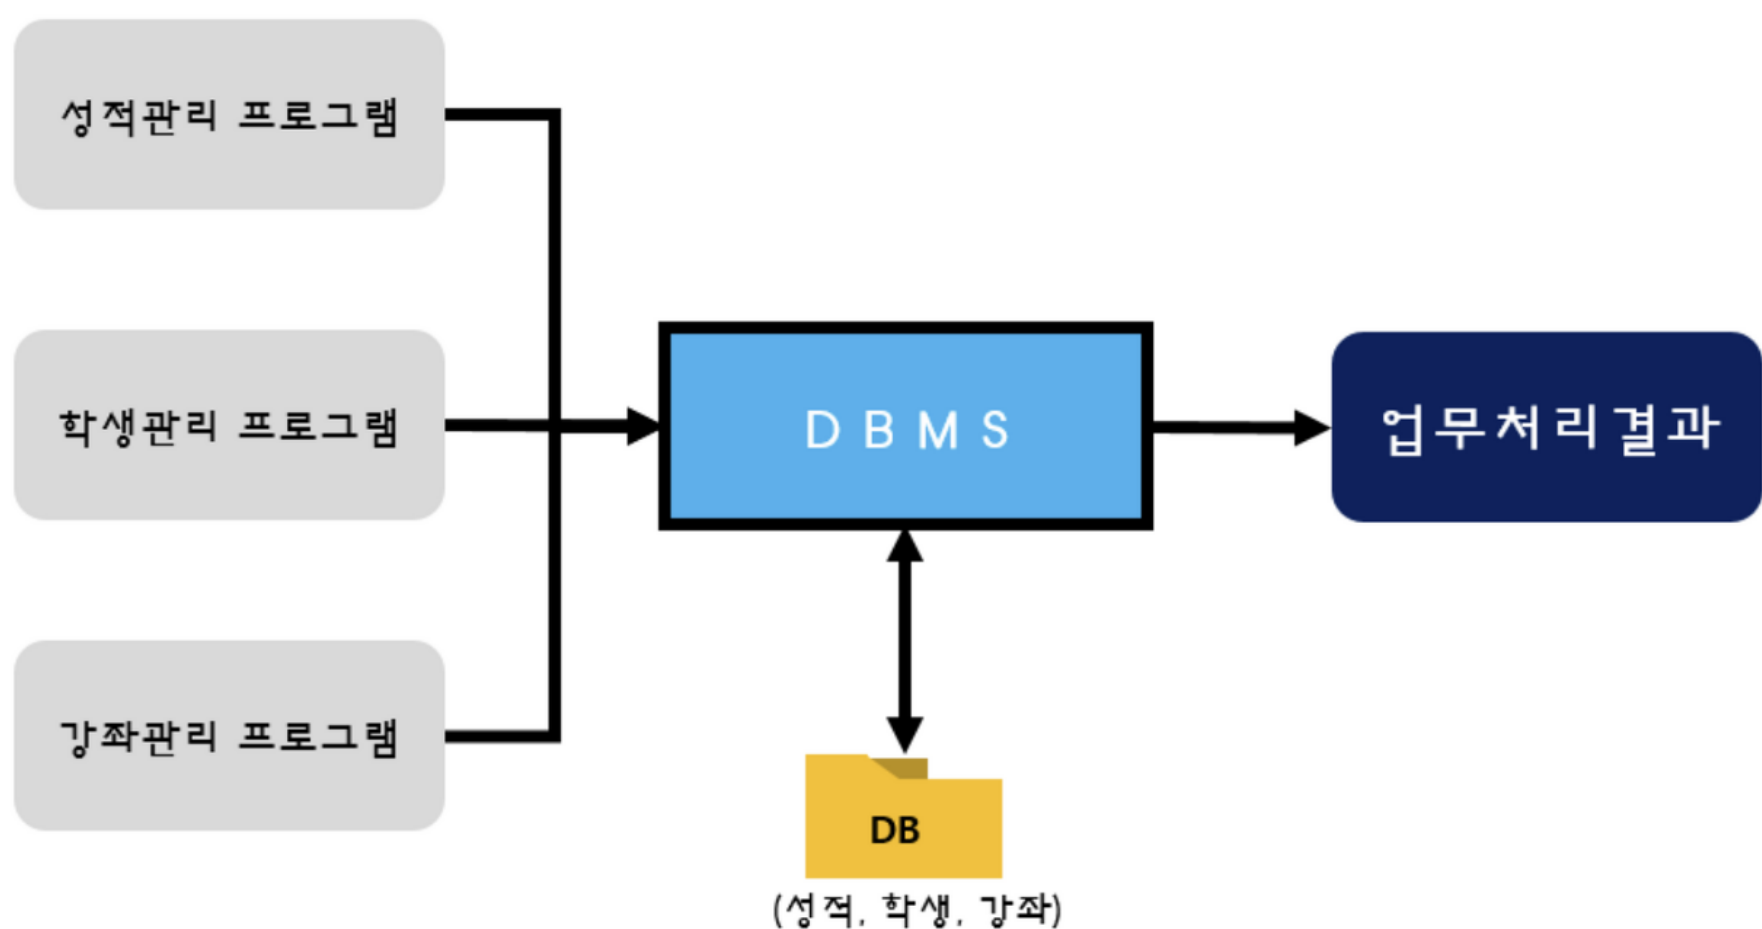 성적관리 프로그램
학생관리 프로그램
강좌관리 프로그램
DBMS
업무처리결과
DB
(성적, 학생, 강좌)